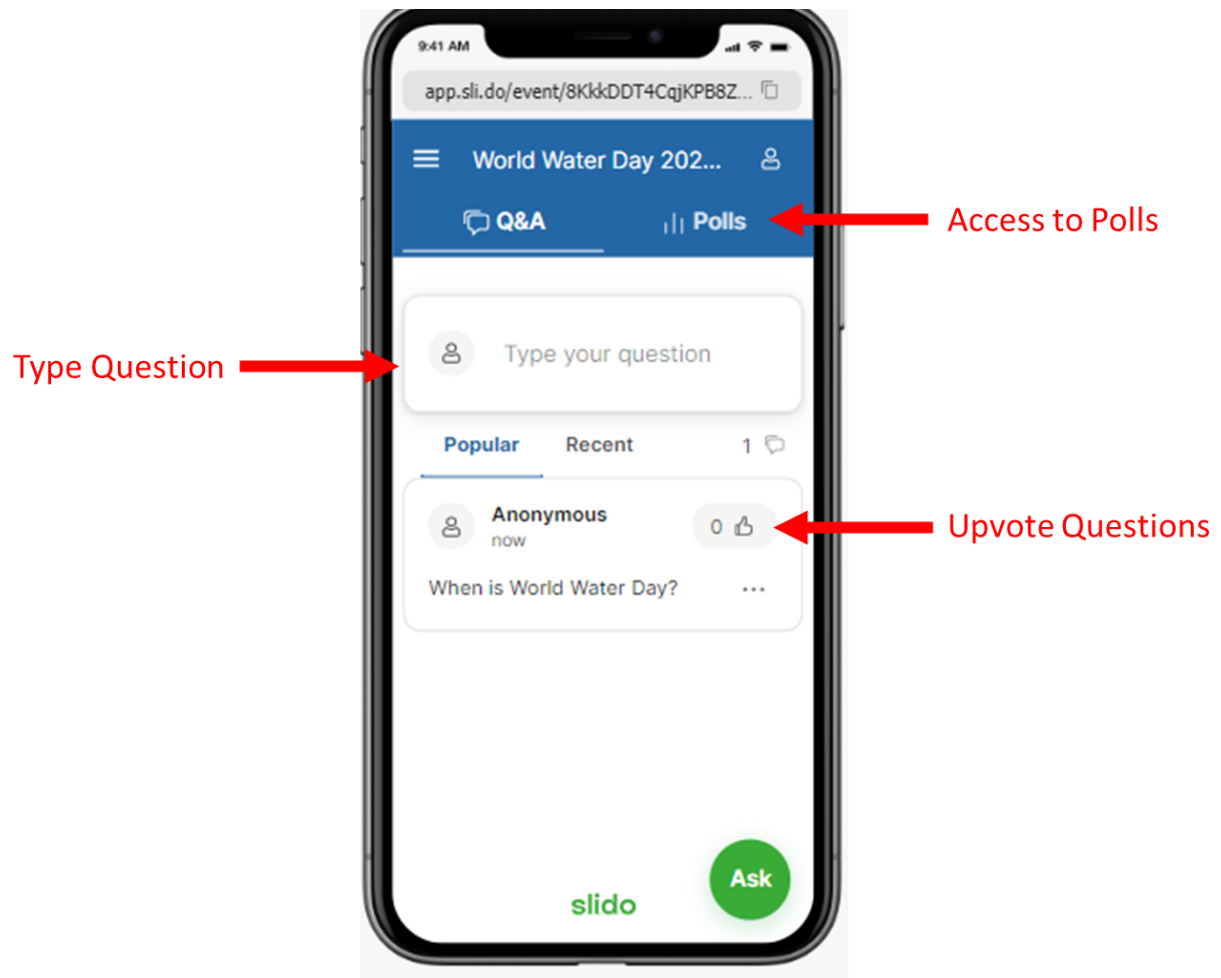 9:41 AM
app.sli.do/event/8KkkDDT4CqjKPB8Z...
World Water Day 202...
Q&A
Polls
Access to Polls
Type Question
Type your question
Popular Recent 1
Anonymous
now
0
Upvote Questions
When is World Water Day?
...
Ask
slido